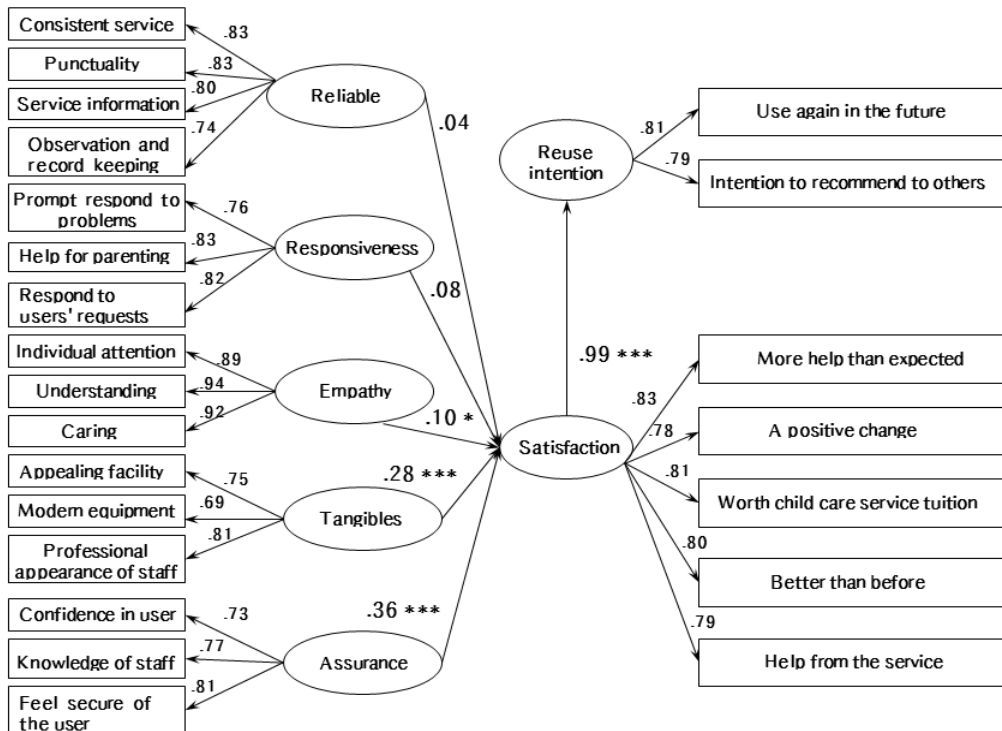 Consistent service
.83
Punctuality
.83
Service information
.80
Observation and
record keeping
.74
Reliable
.04
Prompt respond to
problems
.76
Help for parenting
.83
Respond to
users' requests
.82
Responsiveness
.08
Individual attention
.89
Understanding
.94
Caring
.92
Empathy
.10 *
Appealing facility
.75
Modern equipment
.69
Professional
appearance of staff
.81
Tangibles
.28 ***
Confidence in user
.73
Knowledge of staff
.77
Feel secure of
the user
.81
Assurance
.36 ***
Reuse
intention
.81
Use again in the future
.79
Intention to recommend to others
.99 ***
Satisfaction
.83
More help than expected
.78
A positive change
.81
Worth child care service tuition
.80
Better than before
.79
Help from the service